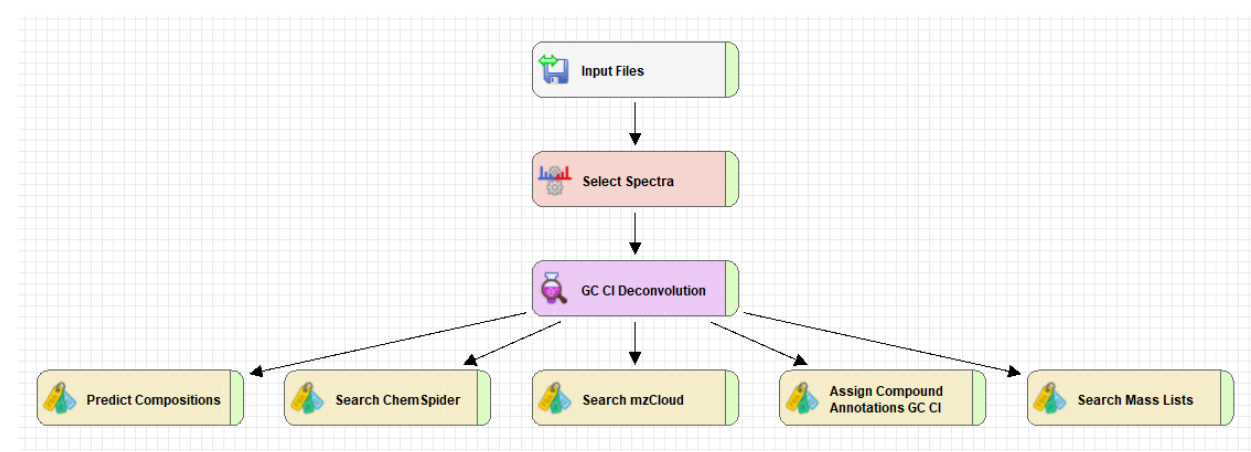 Input Files
Select Spectra
GC CI Deconvolution
Predict Compositions
Search ChemSpider
Search mzCloud
Assign Compound
Annotations GC CI
Search Mass Lists